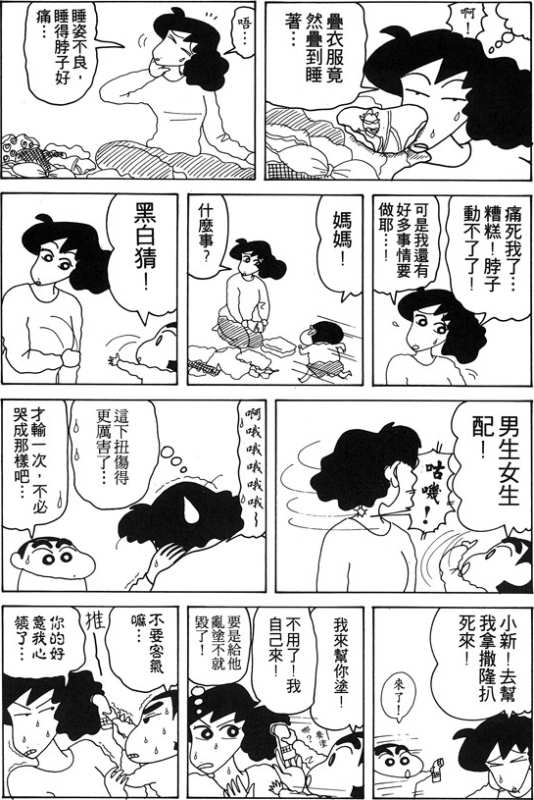 啊！
疊衣服竟
然疊到睡
著…
唔…
睡姿不良，
睡得脖子好
痛…
痛死我了…
糟糕！脖子
動不了了！
可是我還有
好多事情要
做耶…！
媽媽！
什麼事？
黑白猜！
男生女生
配！
咕嘰！
啊哦哦哦哦哦～
這下扭傷得
更厲害了…
才輸一次，不必
哭成那樣吧…
小新！去幫
我拿撒隆扒
死來！
來了！
我來幫你塗！
不用了！我
自己來！
要是給他
亂塗不就
毀了！
不要客氣
嘛…
推
你的好
意我心
領了…